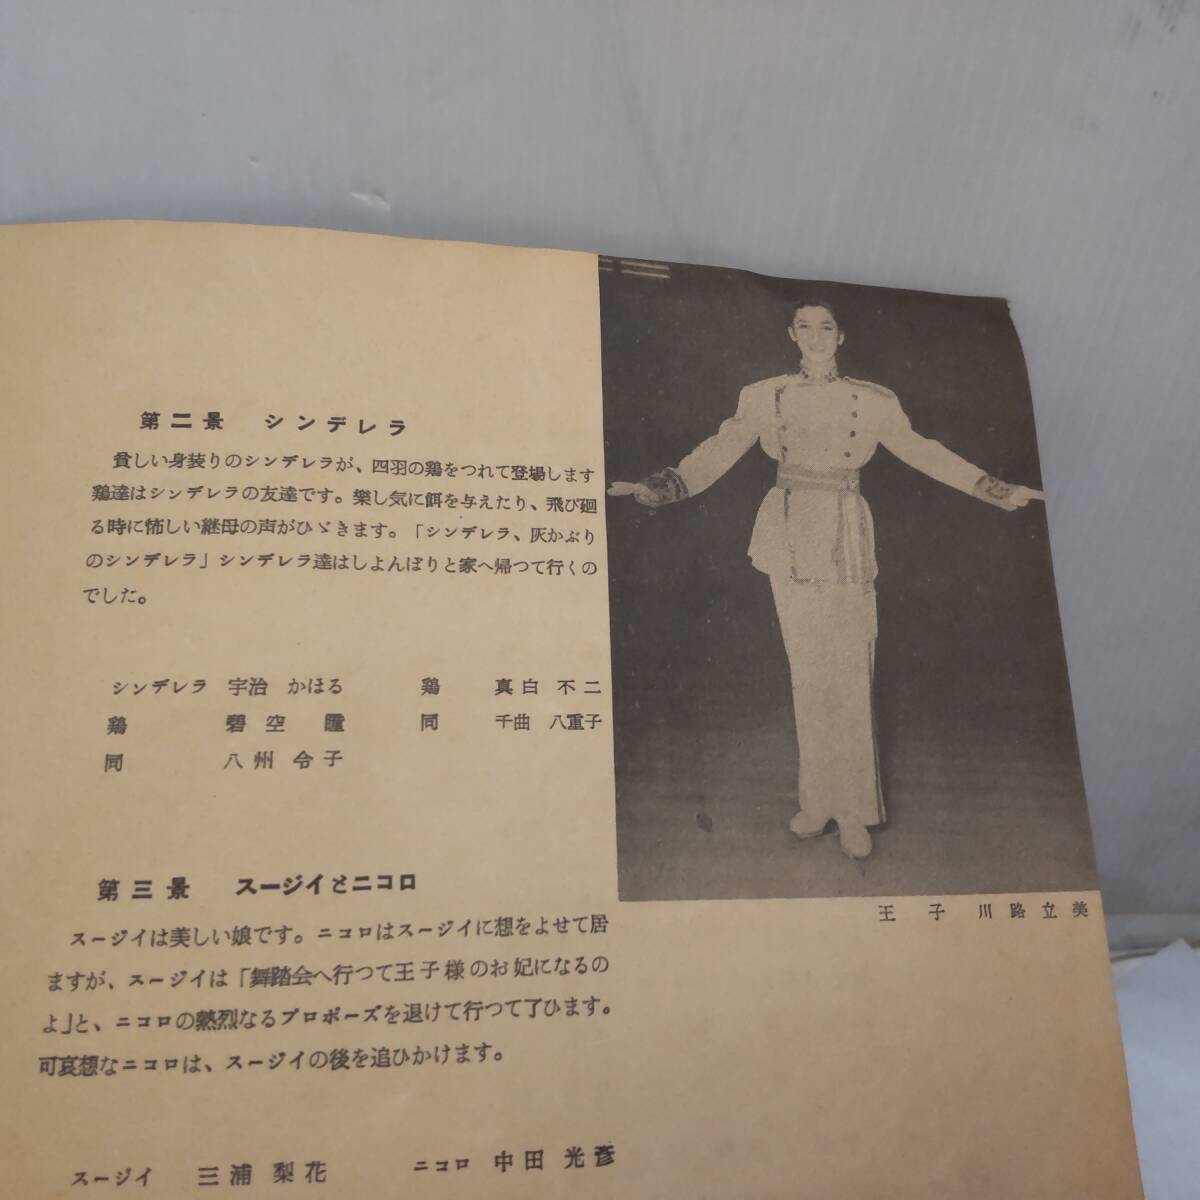 第二景 シンデレラ
貧しい身装りのシンデレラが、四羽の鶏をつれて登場します
鶏達はシンデレラの友達です。樂し気に餌を与えたり、飛び廻
る時に怖しい継母の声がひゞきます。「シンデレラ、灰かぶり
のシンデレラ」シンデレラ達はしよんぼりと家へ帰つて行くの
でした。
シンデレラ 宇治 かほる 鶏 真白 不二
鶏 碧空 瞳 同 千曲 八重子
同 八州 令子
第三景 スージイとニコロ
スージイは美しい娘です。ニコロはスージイに想をよせて居
ますが、スージイは「舞踏会へ行つて王子様のお妃になるの
よ」と、ニコロの熱烈なるプロポーズを退けて行つて了ひます。
可哀想なニコロは、スージイの後を追ひかけます。
スージイ 三浦 梨花 ニコロ 中田 光彦
王子 川路立美